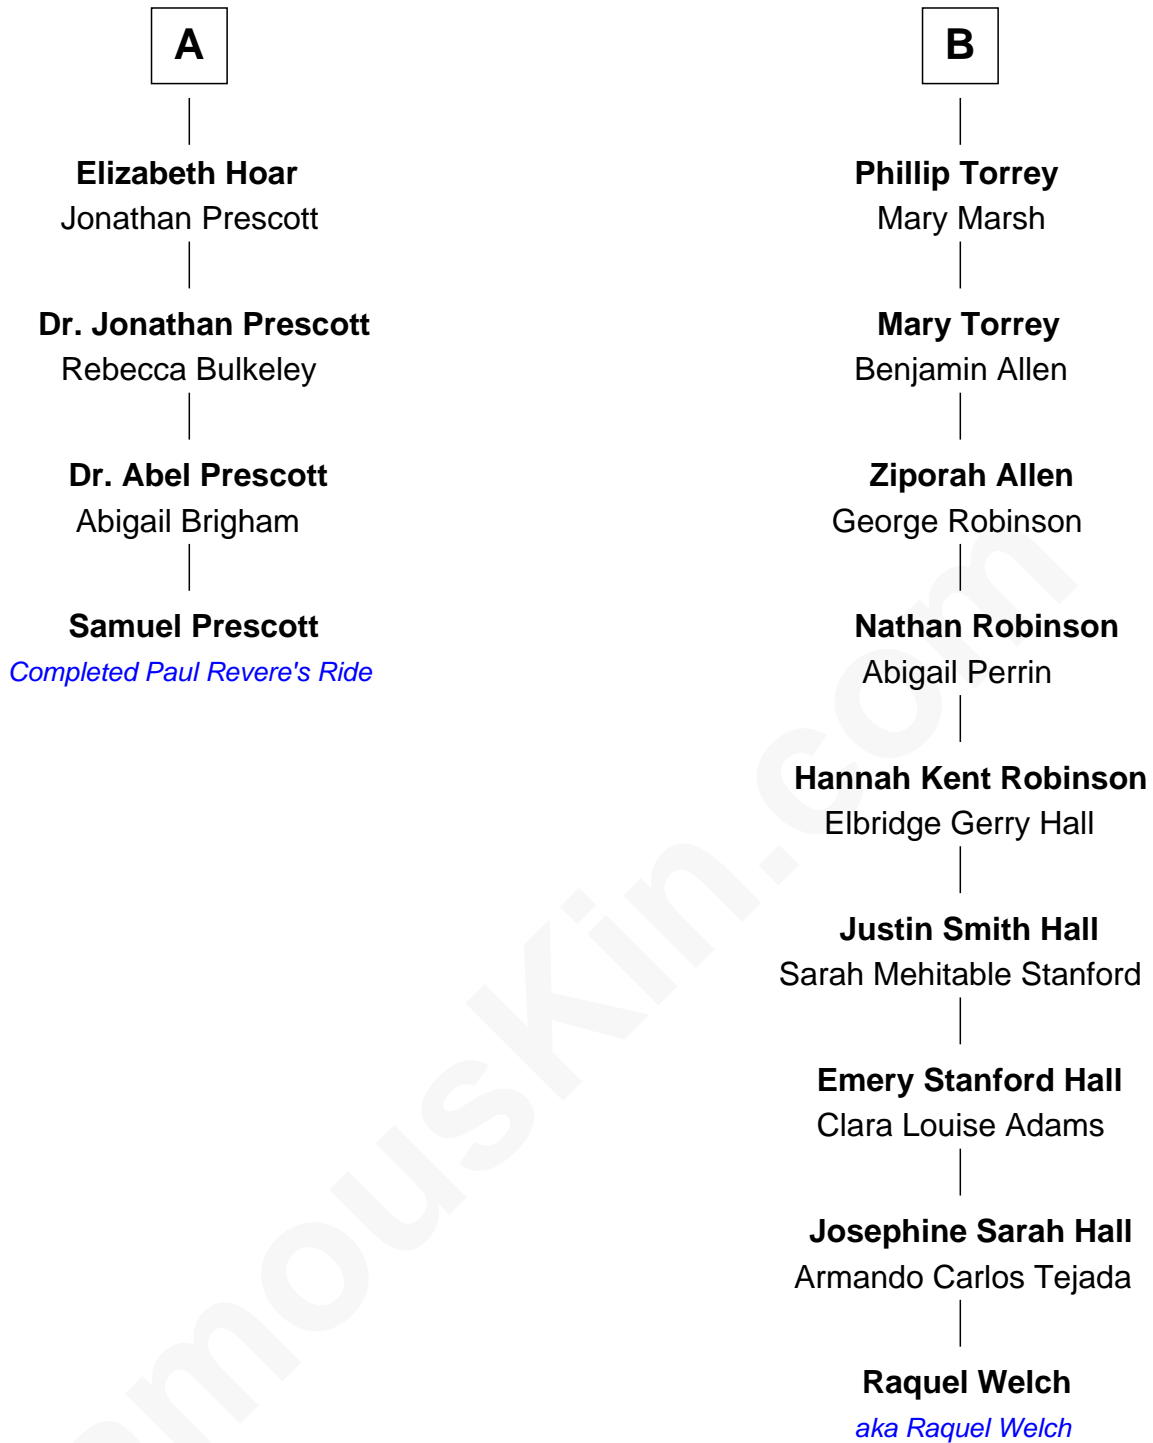 A
Elizabeth Hoar
Jonathan Prescott
Dr. Jonathan Prescott
Rebecca Bulkeley
Dr. Abel Prescott
Abigail Brigham
Samuel Prescott
Completed Paul Revere's Ride
B
Phillip Torrey
Mary Marsh
Mary Torrey
Benjamin Allen
Ziporah Allen
George Robinson
Nathan Robinson
Abigail Perrin
Hannah Kent Robinson
Elbridge Gerry Hall
Justin Smith Hall
Sarah Mehitable Stanford
Emery Stanford Hall
Clara Louise Adams
Josephine Sarah Hall
Armando Carlos Tejada
Raquel Welch
aka Raquel Welch
amouskin.com